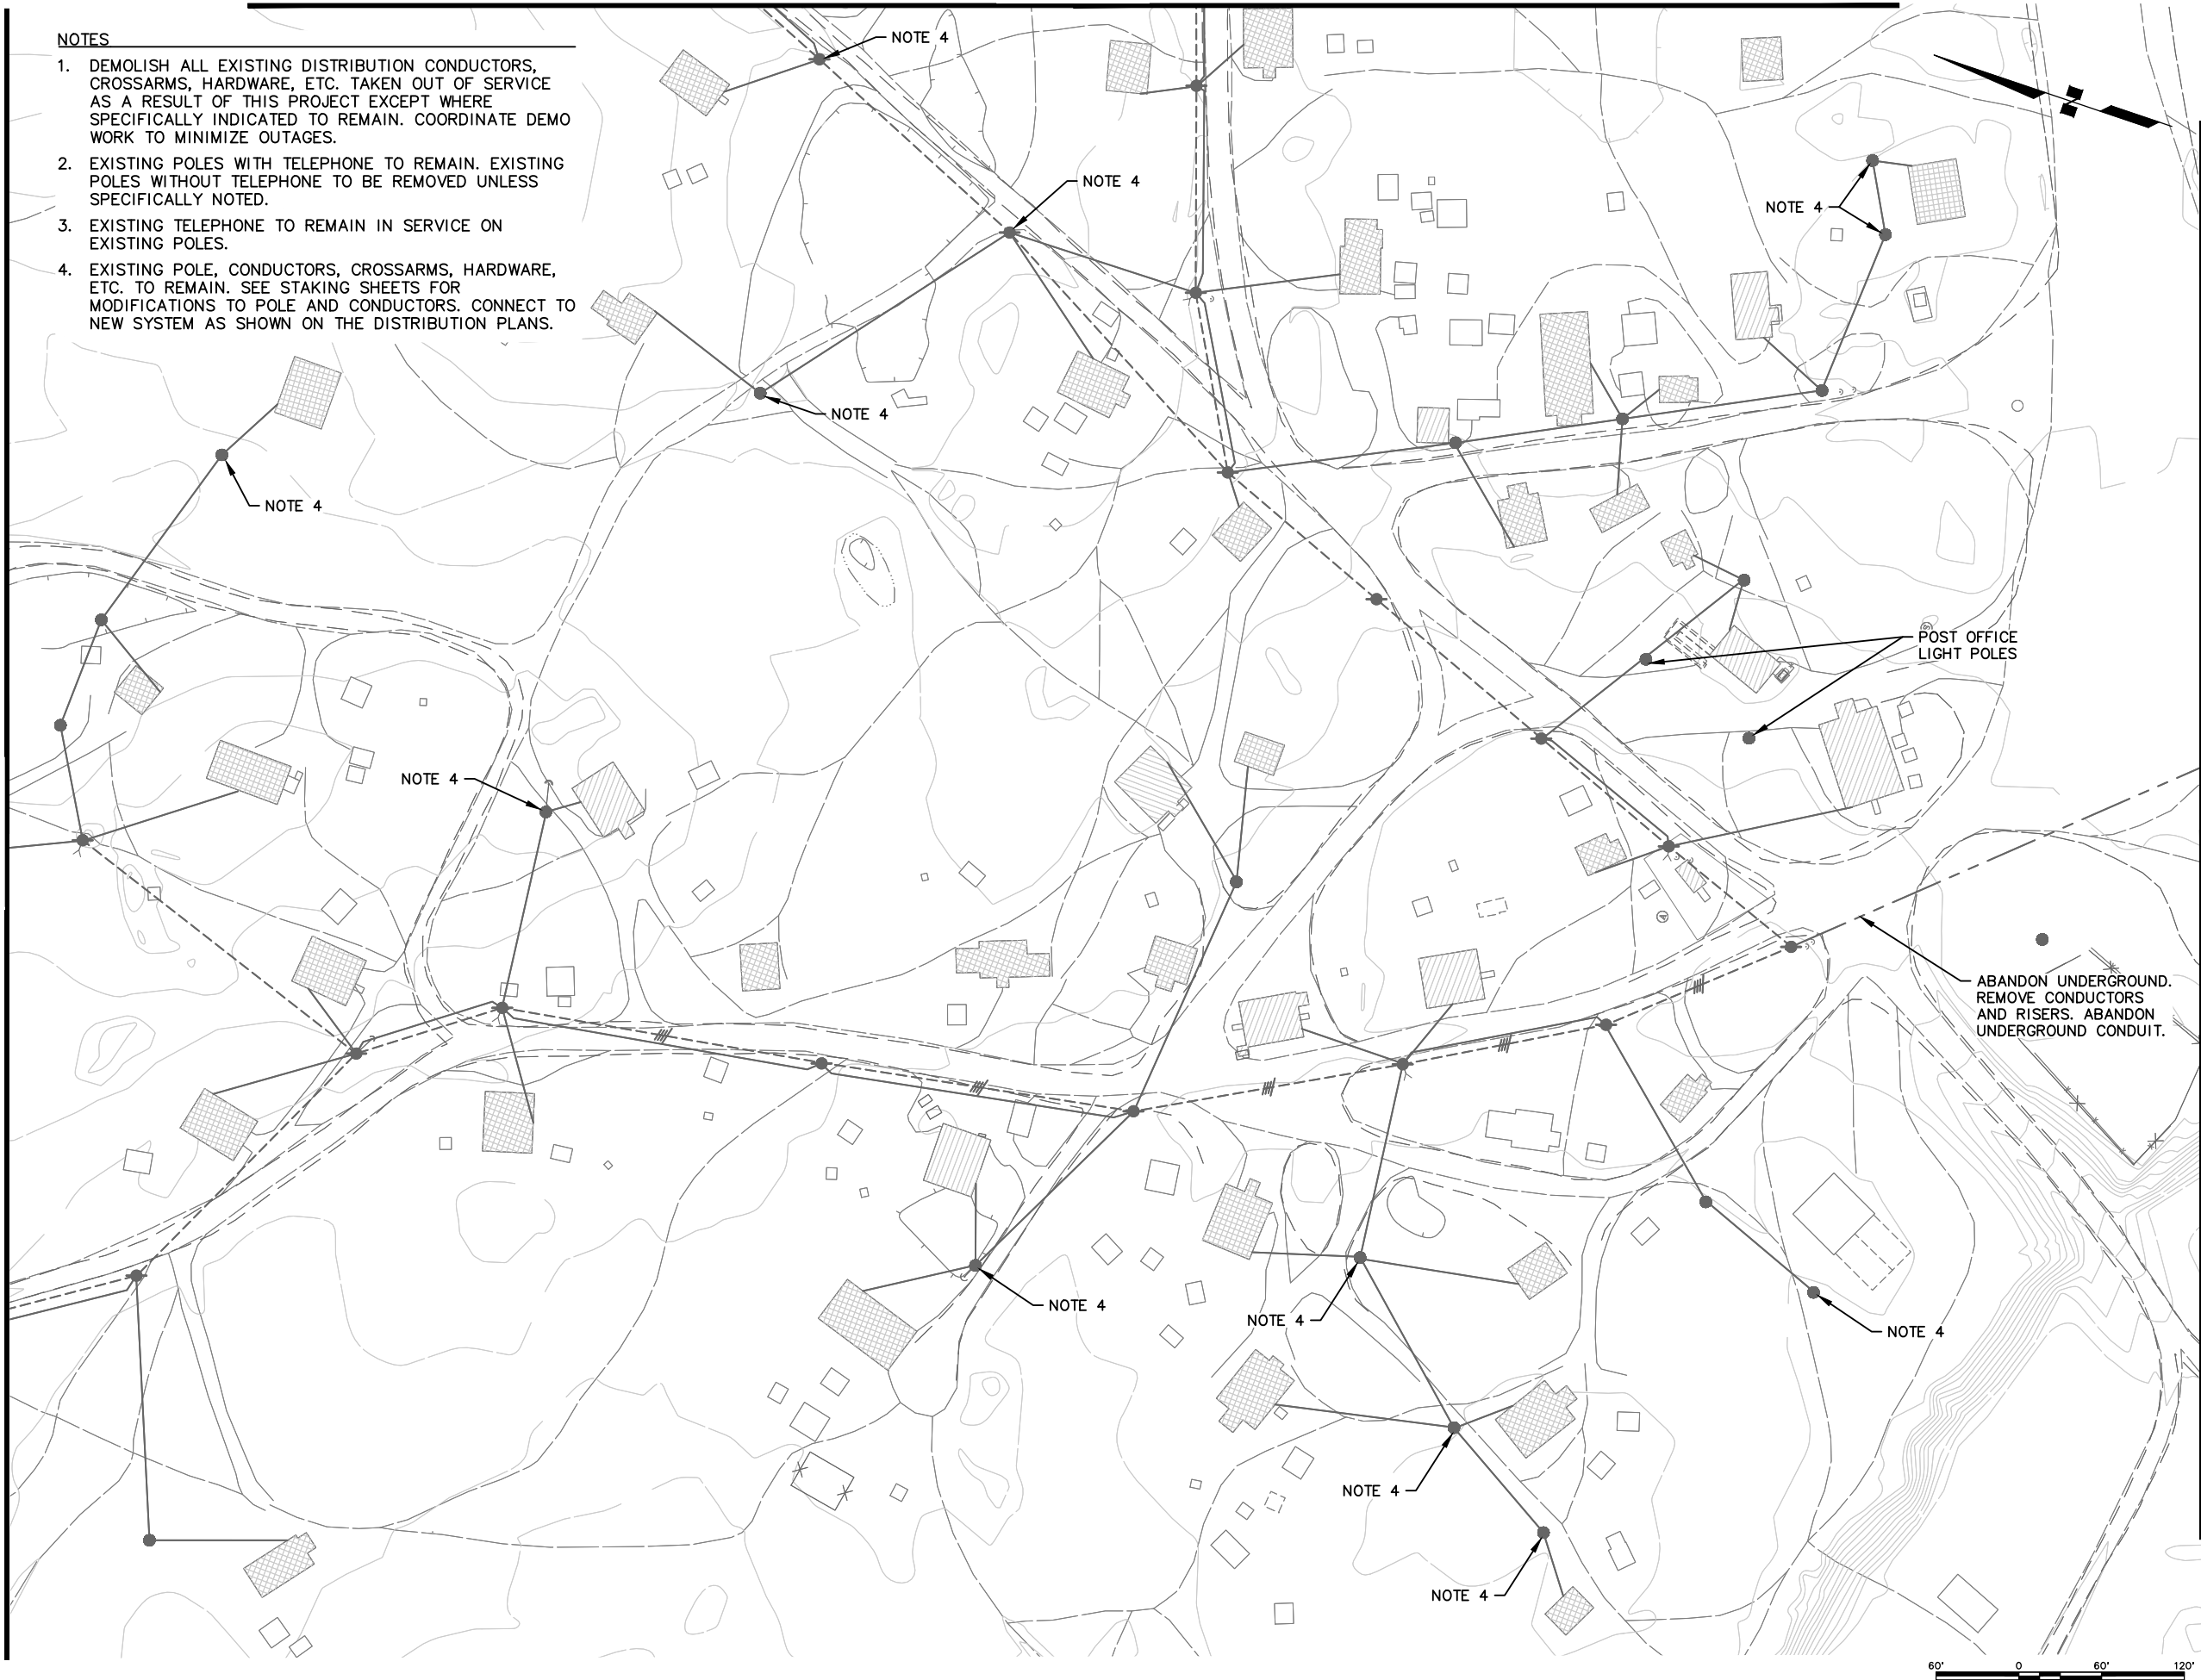 NOTES
1. DEMOLISH ALL EXISTING DISTRIBUTION CONDUCTORS,
CROSSARMS, HARDWARE, ETC. TAKEN OUT OF SERVICE
AS A RESULT OF THIS PROJECT EXCEPT WHERE
SPECIFICALLY INDICATED TO REMAIN. COORDINATE DEMO
WORK TO MINIMIZE OUTAGES.
2. EXISTING POLES WITH TELEPHONE TO REMAIN. EXISTING
POLES WITHOUT TELEPHONE TO BE REMOVED UNLESS
SPECIFICALLY NOTED.
3. EXISTING TELEPHONE TO REMAIN IN SERVICE ON
EXISTING POLES.
4. EXISTING POLE, CONDUCTORS, CROSSARMS, HARDWARE,
ETC. TO REMAIN. SEE STAKING SHEETS FOR
MODIFICATIONS TO POLE AND CONDUCTORS. CONNECT TO
NEW SYSTEM AS SHOWN ON THE DISTRIBUTION PLANS.
NOTE 4
NOTE 4
NOTE 4
NOTE 4
NOTE 4
POST OFFICE
LIGHT POLES
NOTE 4
ABANDON UNDERGROUND.
REMOVE CONDUCTORS
AND RISERS. ABANDON
UNDERGROUND CONDUIT.
NOTE 4
NOTE 4
NOTE 4
NOTE 4
NOTE 4
60' 0 60' 120'